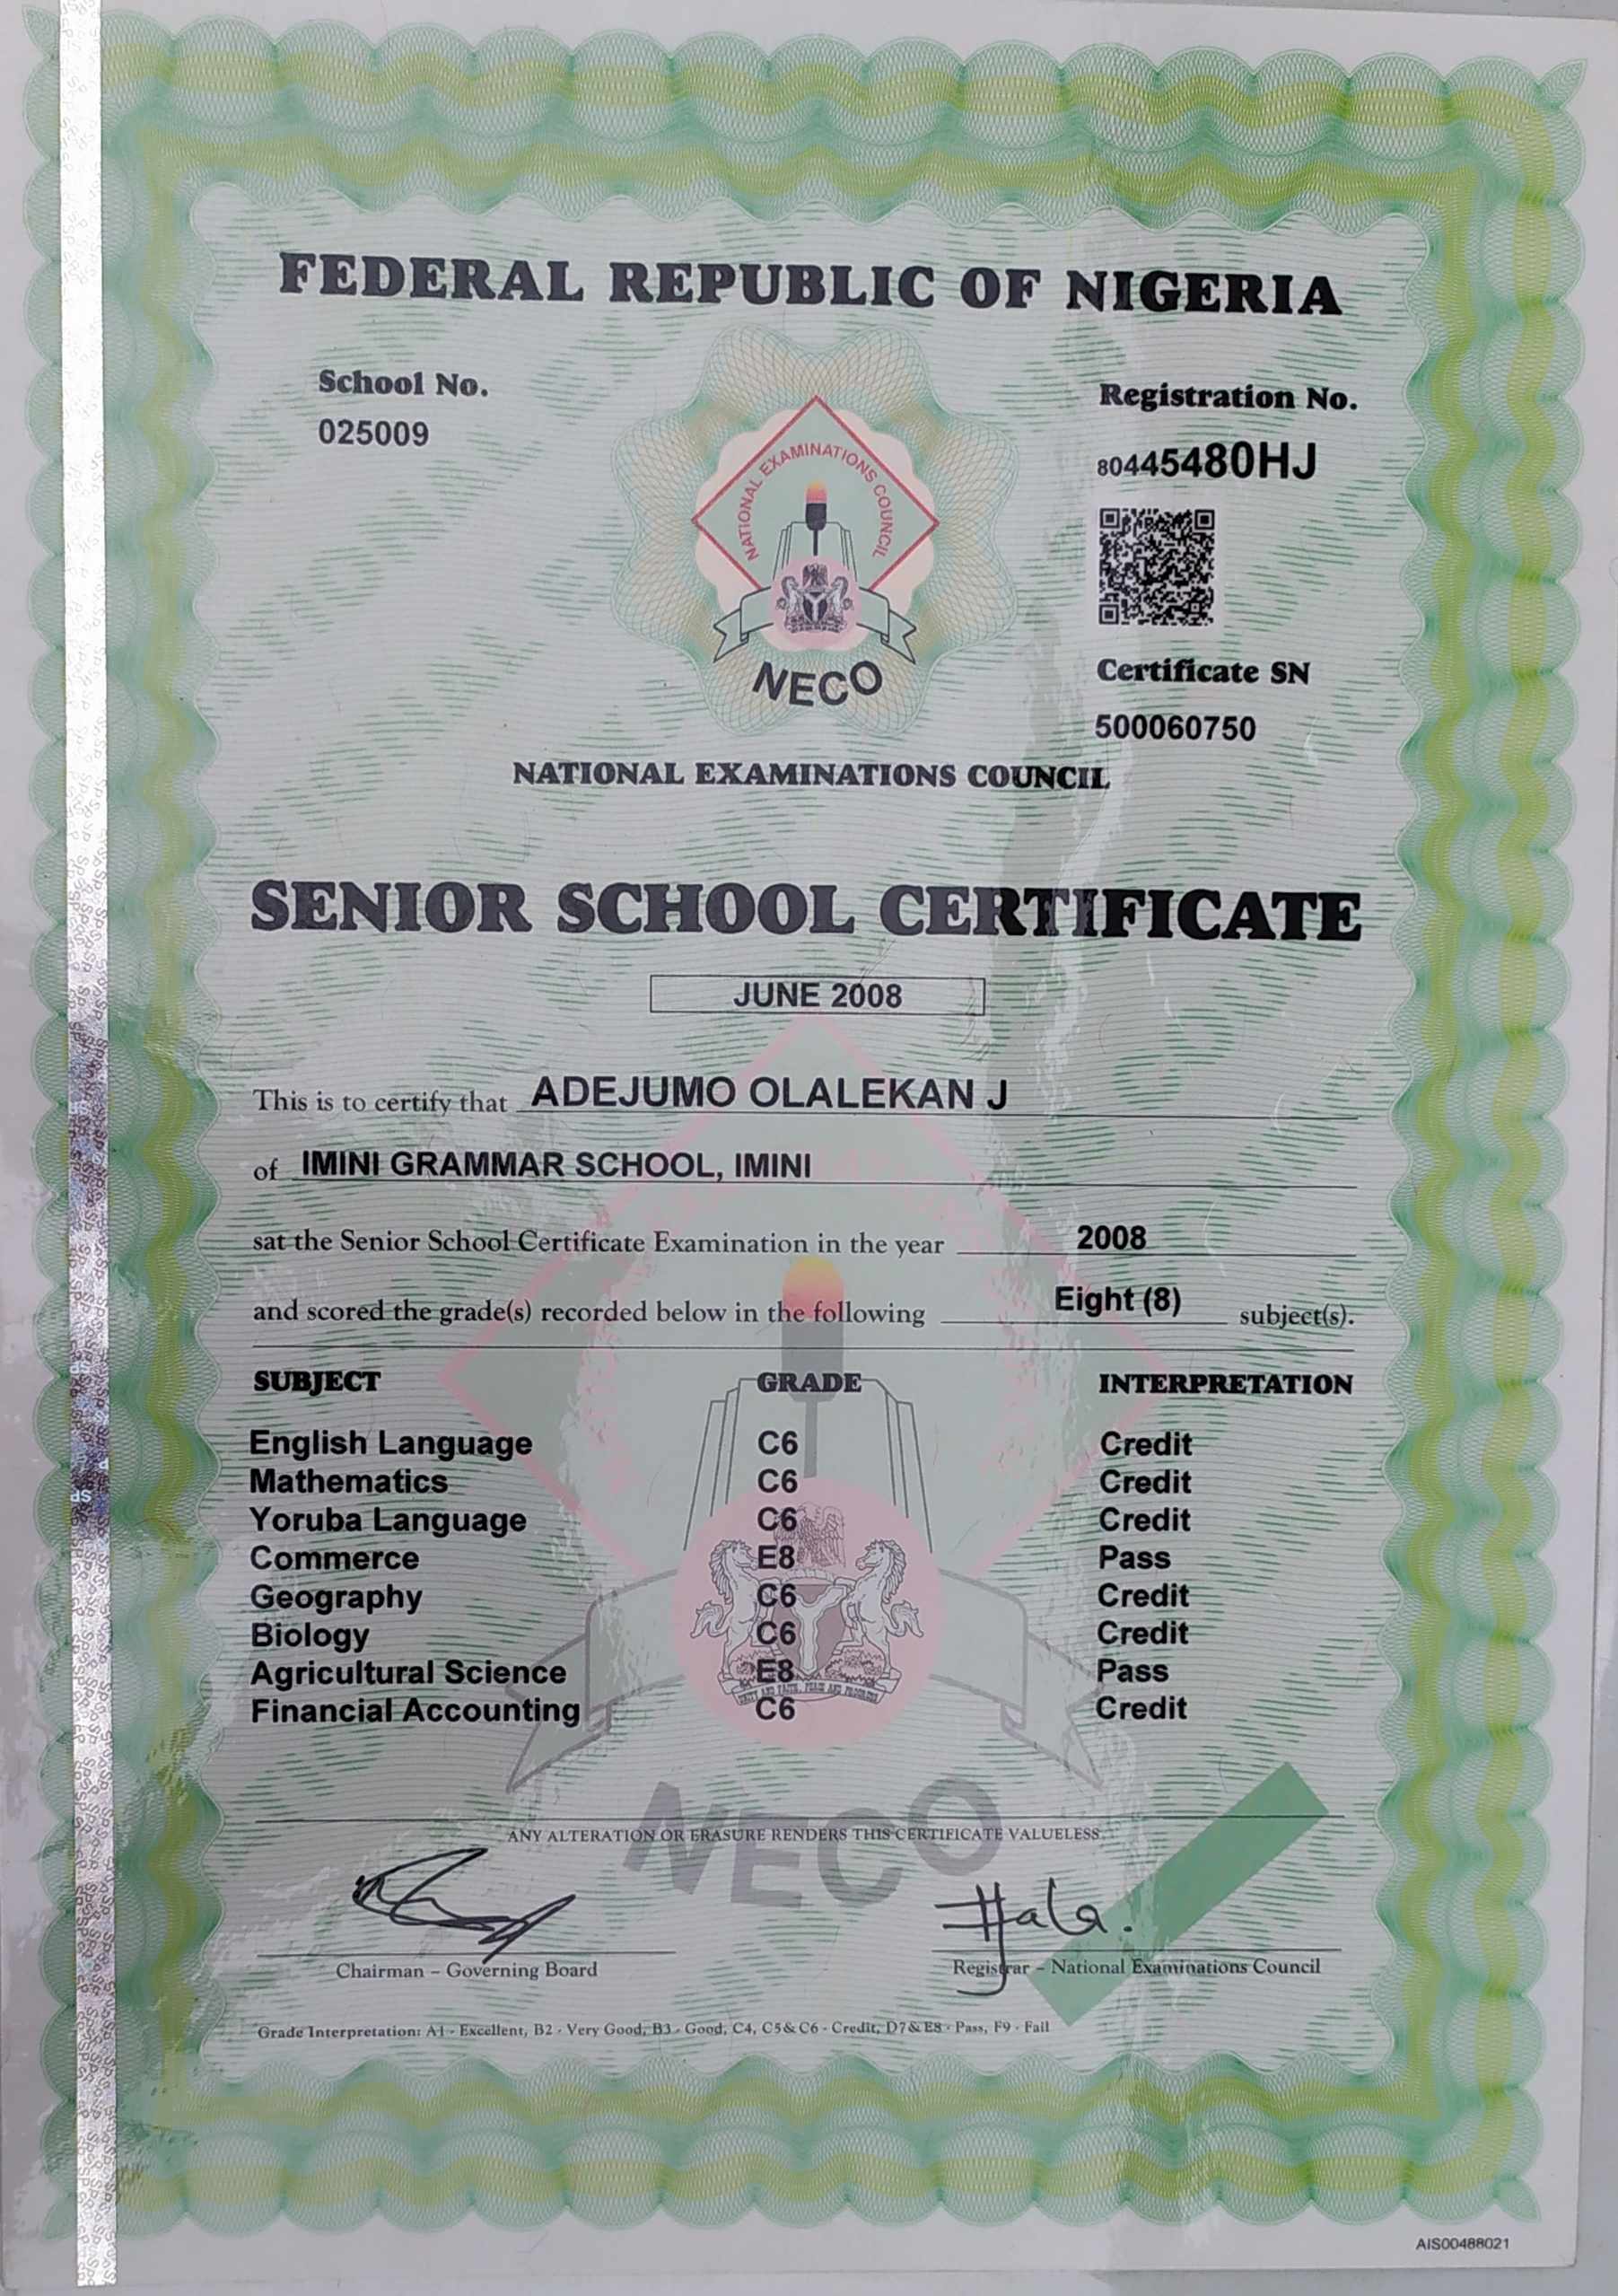 FEDERAL REPUBLIC OF NIGERIA
School No.
025009
Registration No.
80445480HJ
NATIONAL EXAMINATIONS COUNCIL
NECO
Certificate SN
500060750
NATIONAL EXAMINATIONS COUNCIL
SENIOR SCHOOL CERTIFICATE
JUNE 2008
This is to certify that ADEJUMO OLALEKAN J
of IMINI GRAMMAR SCHOOL, IMINI
sat the Senior School Certificate Examination in the year 2008
and scored the grade(s) recorded below in the following Eight (8) subject(s).
SUBJECT GRADE INTERPRETATION
English Language C6 Credit
Mathematics C6 Credit
Yoruba Language C6 Credit
Commerce E8 Pass
Geography C6 Credit
Biology C6 Credit
Agricultural Science E8 Pass
UNITY AND FAITH, PEACE AND PROGRESS
Financial Accounting C6 Credit
NECO
ANY ALTERATION OR ERASURE RENDERS THIS CERTIFICATE VALUELESS
Chairman – Governing Board
Registrar – National Examinations Council
Grade Interpretation: A1 - Excellent, B2 - Very Good, B3 - Good, C4, C5 & C6 - Credit, D7 & E8 - Pass, F9 - Fail
AIS00488021